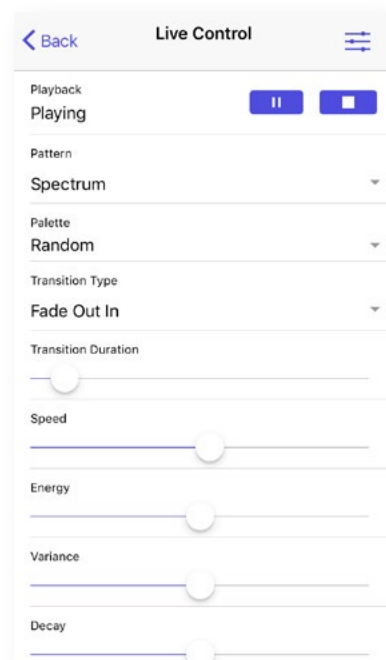 Back
Live Control
Playback
Playing
Pattern
Spectrum
Palette
Random
Transition Type
Fade Out In
Transition Duration
Speed
Energy
Variance
Decay